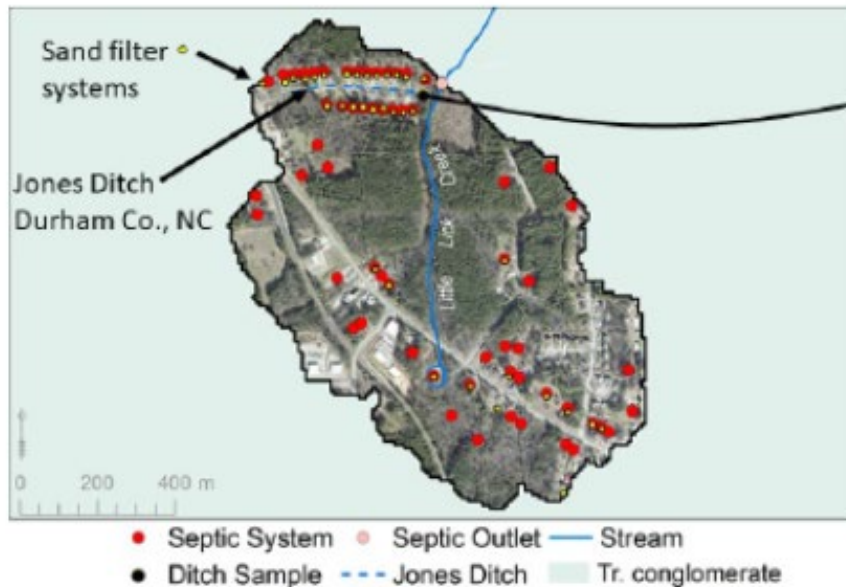 Sand filter
systems
Jones Ditch
Durham Co., NC
Little Lick Creek
0 200 400 m
Septic System Septic Outlet Stream
Ditch Sample Jones Ditch Tr. conglomerate